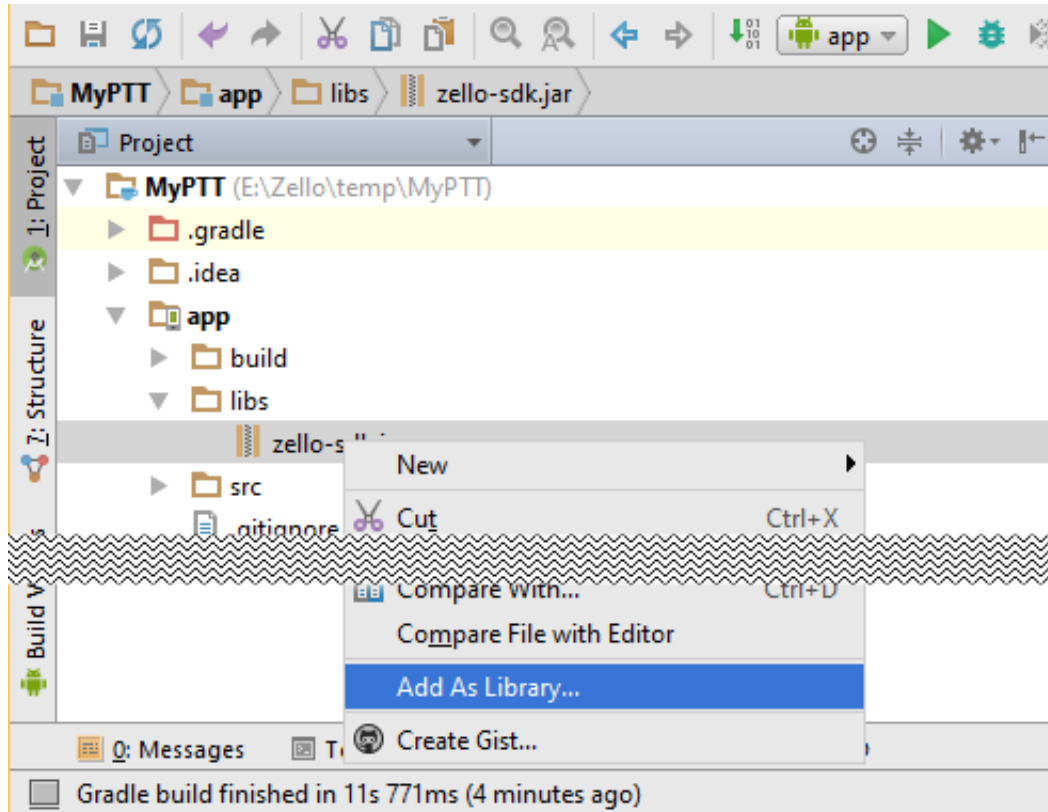 app
MyPTT app libs zello-sdk.jar
Project
1: Project
MyPTT (E:\Zello\temp\MyPTT)
.gradle
.idea
app
build
libs
7: Structure
New
src
Cut Ctrl+X
.gitignore
Compare With... Ctrl+D
Build
Compare File with Editor
Add As Library...
Create Gist...
0: Messages
Gradle build finished in 11s 771ms (4 minutes ago)